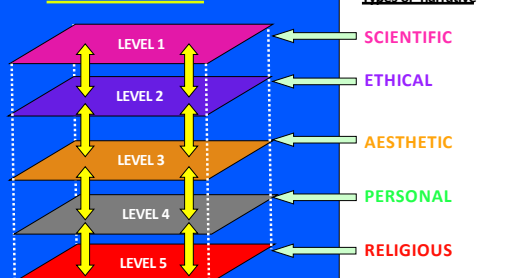 LEVEL 1
SCIENTIFIC
LEVEL 2
ETHICAL
LEVEL 3
AESTHETIC
LEVEL 4
PERSONAL
LEVEL 5
RELIGIOUS